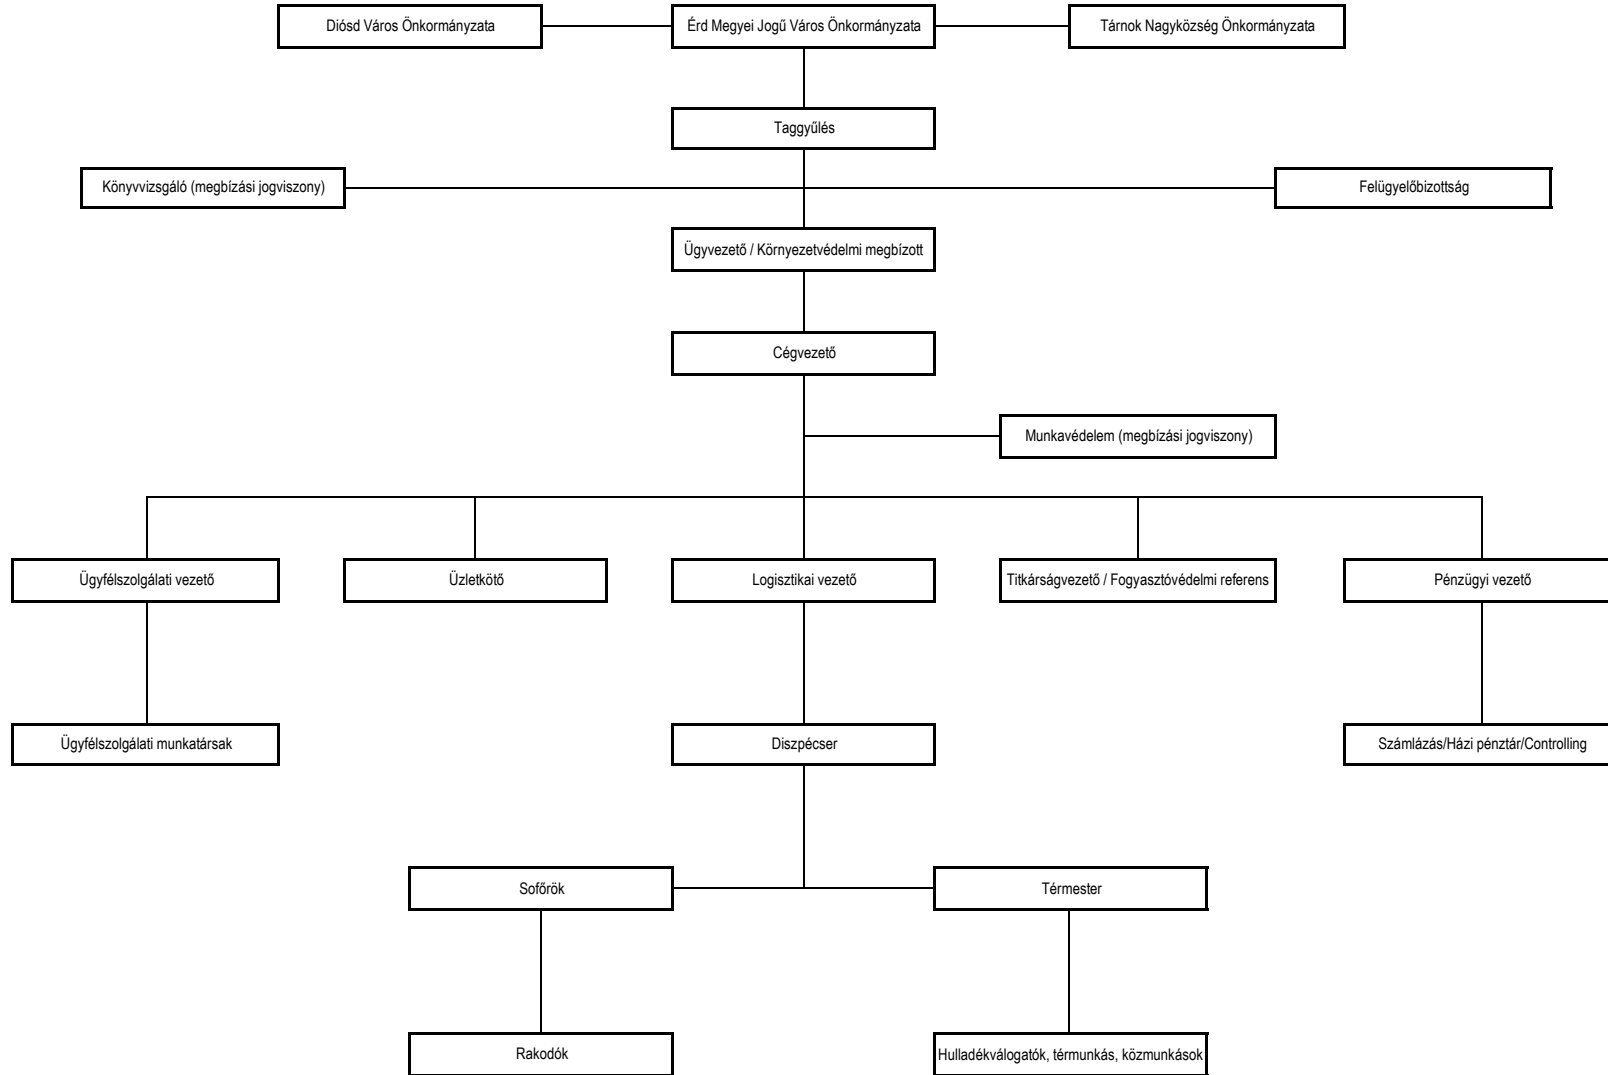 Diósd Város Önkormányzata
Érd Megyei Jogű Város Önkormányzata
Tárnok Nagyközség Önkormányzata
Taggyűlés
Könyvvizsgáló (megbízási jogviszony)
Felügyelőbizottság
Ügyvezető / Környezetvédelmi megbízott
Cégvezető
Munkavédelem (megbízási jogviszony)
Ügyfélszolgálati vezető
Üzletkötő
Logisztikai vezető
Titkárságvezető / Fogyasztóvédelmi referens
Pénzügyi vezető
Ügyfélszolgálati munkatársak
Diszpécser
Számlázás/Házi pénztár/Controlling
Sofőrök
Térmester
Rakodók
Hulladékválogatók, térmunkás, közmunkások